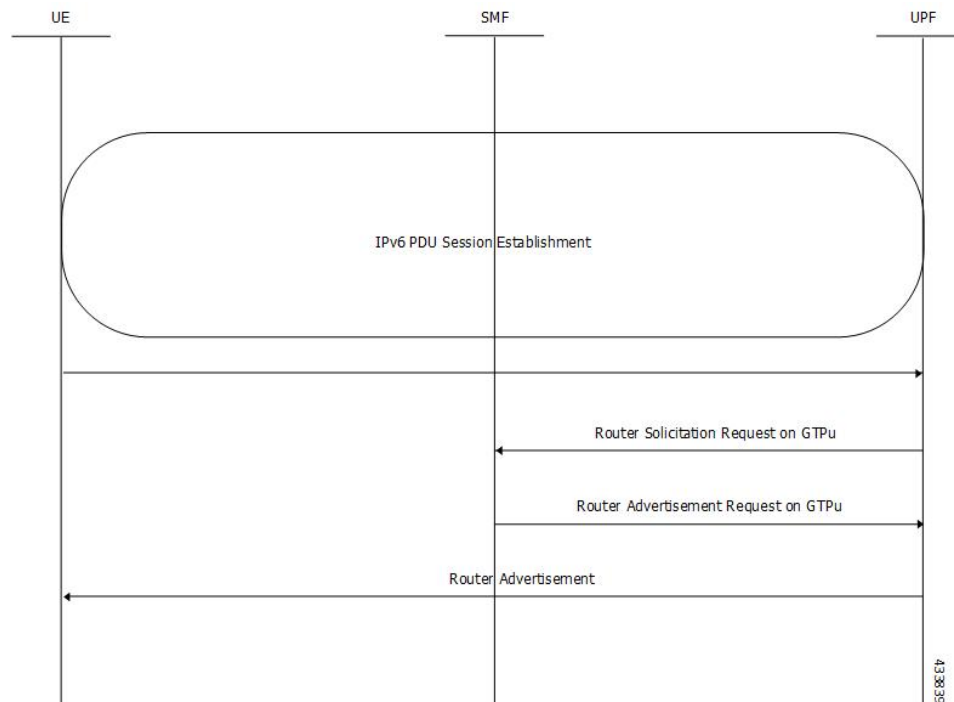 UE
SMF
UPF
IPv6 PDU Session Establishment
Router Solicitation Request on GTPu
Router Advertisement Request on GTPu
Router Advertisement
433839